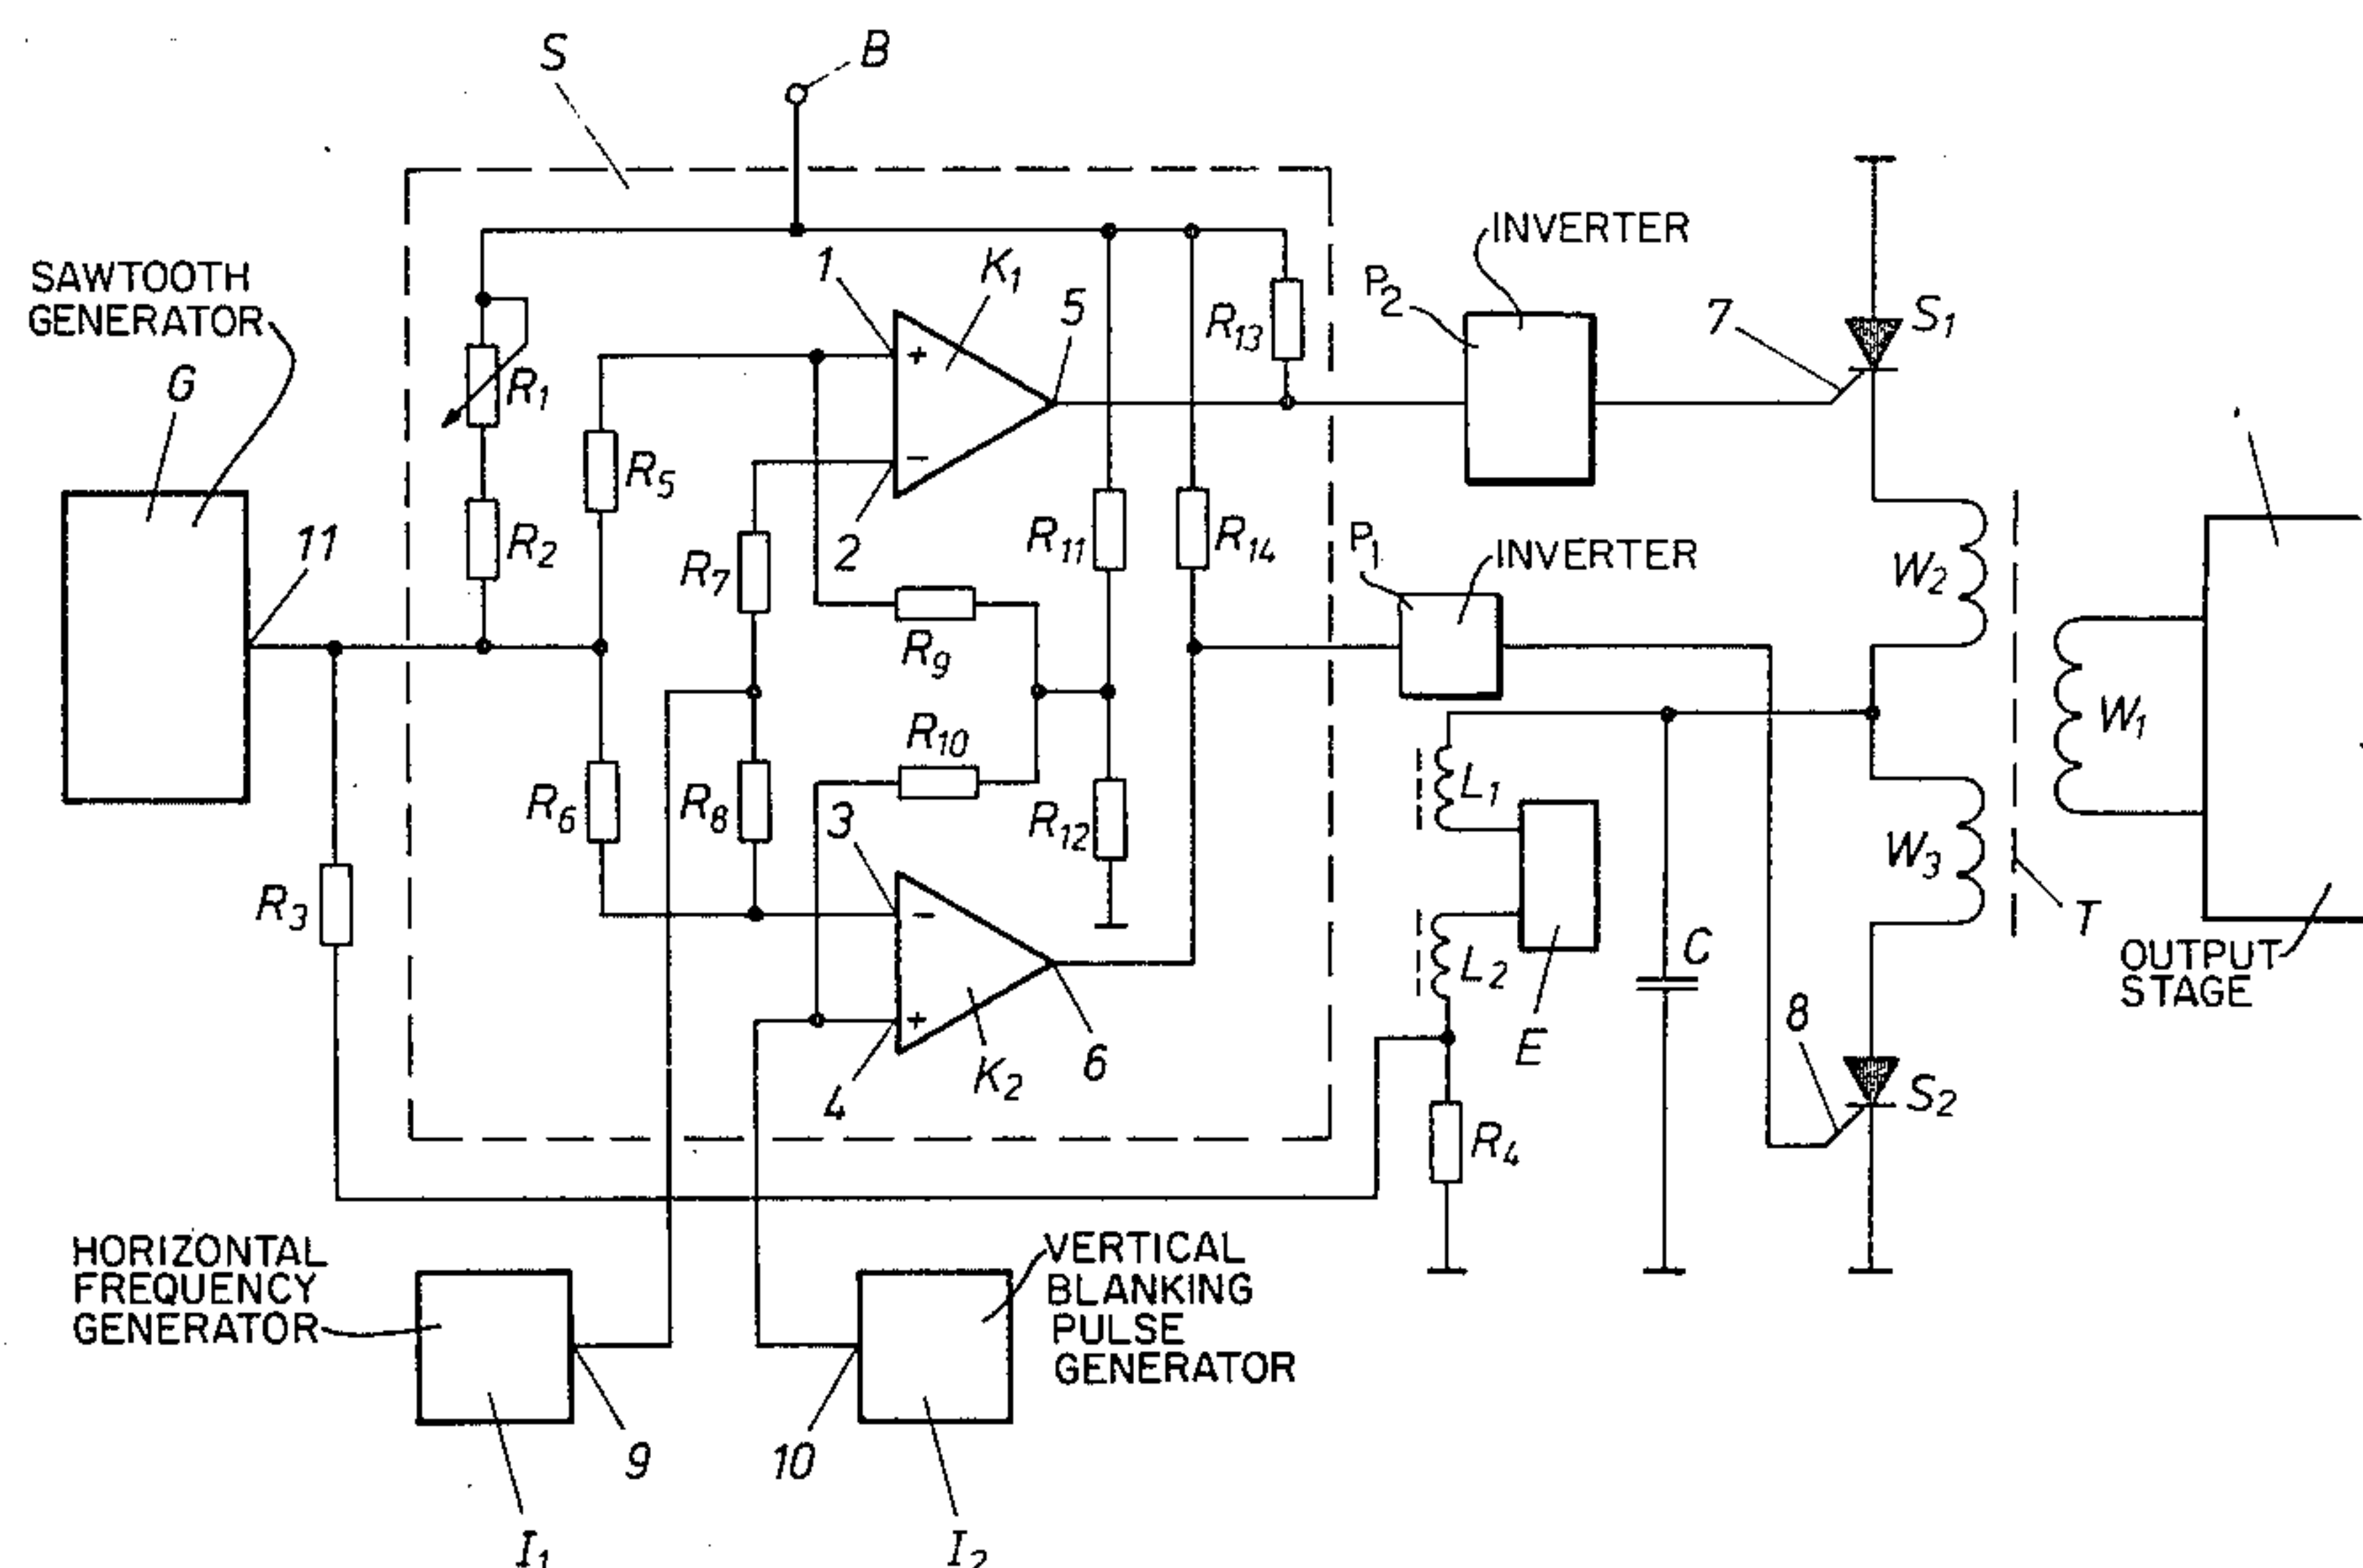 S
B
SAWTOOTH
GENERATOR
G
11
1
K1
5
R13
R1
R5
R2
2
R7
R11
R14
R9
R10
R6
R8
3
R12
R3
4
K2
6
INVERTER
P2
7
S1
INVERTER
P1
W2
W1
L1
W3
T
L2
C
E
8
S2
R4
OUTPUT
STAGE
HORIZONTAL
FREQUENCY
GENERATOR
VERTICAL
BLANKING
PULSE
GENERATOR
9
10
I1
I2
+
−
−
+